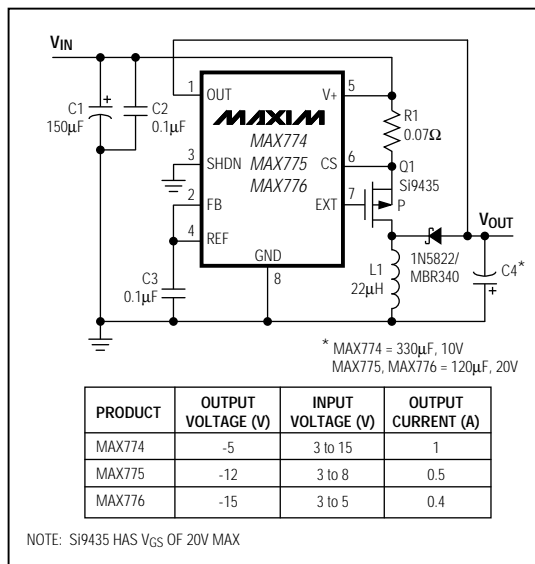 VIN
1
OUT
V+
5
C1
150µF
+
C2
0.1µF
MAXIM
MAX774
MAX775
MAX776
R1
0.07Ω
3
SHDN
CS
6
Q1
Si9435
2
FB
EXT
7
P
4
REF
VOUT
GND
8
C3
0.1µF
L1
22µH
1N5822/
MBR340
C4*
+
* MAX774 = 330µF, 10V
MAX775, MAX776 = 120µF, 20V
PRODUCT OUTPUT VOLTAGE (V) INPUT VOLTAGE (V) OUTPUT CURRENT (A)
MAX774 -5 3 to 15 1
MAX775 -12 3 to 8 0.5
MAX776 -15 3 to 5 0.4
NOTE: Si9435 HAS VGS OF 20V MAX